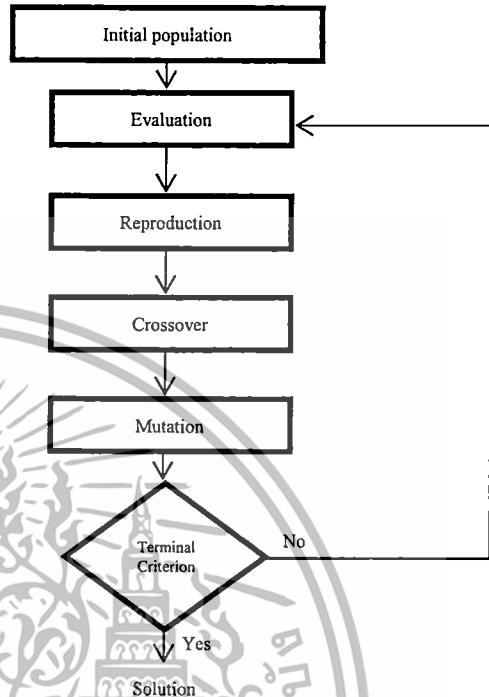 Initial population
Evaluation
Reproduction
Crossover
Mutation
Terminal
Criterion
No
Yes
Solution